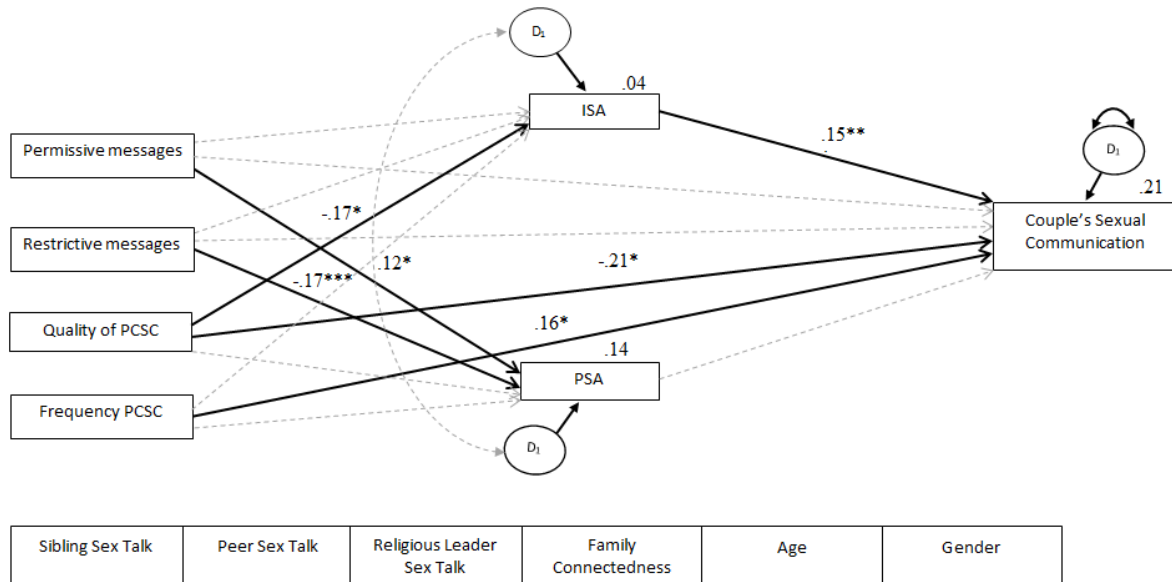 D₁
.04
ISA
.15**
.
Permissive messages
D₁
.21
Couple's Sexual
Communication
-.17*
Restrictive messages
.12*
-.17***
-.21*
Quality of PCSC
.16*
.14
PSA
Frequency PCSC
D₁
Sibling Sex Talk
Peer Sex Talk
Religious Leader
Sex Talk
Family
Connectedness
Age
Gender